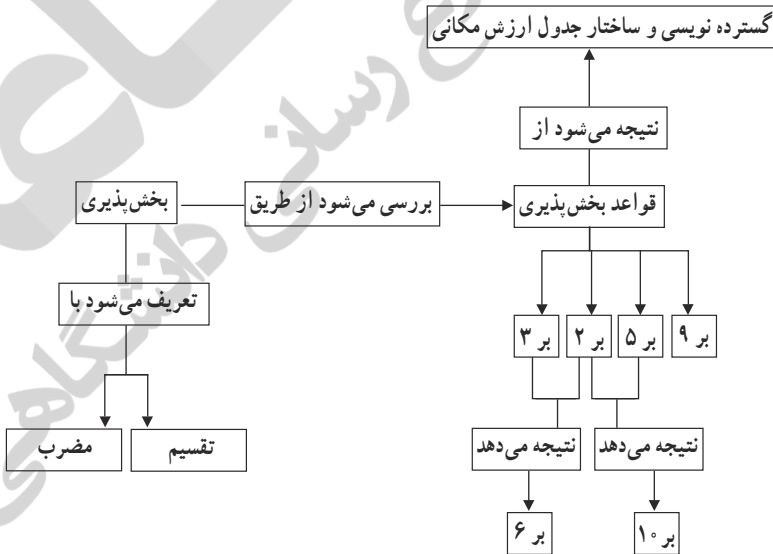 گسترده نویسی و ساختار جدول ارزش مکانی
نتیجه می‌شود از
قواعد بخش‌پذیری
بررسی می‌شود از طریق
بخش‌پذیری
تعریف می‌شود با
بر ۹
بر ۵
بر ۲
بر ۳
تقسیم
مضرب
نتیجه می‌دهد
نتیجه می‌دهد
بر ۱۰
بر ۶